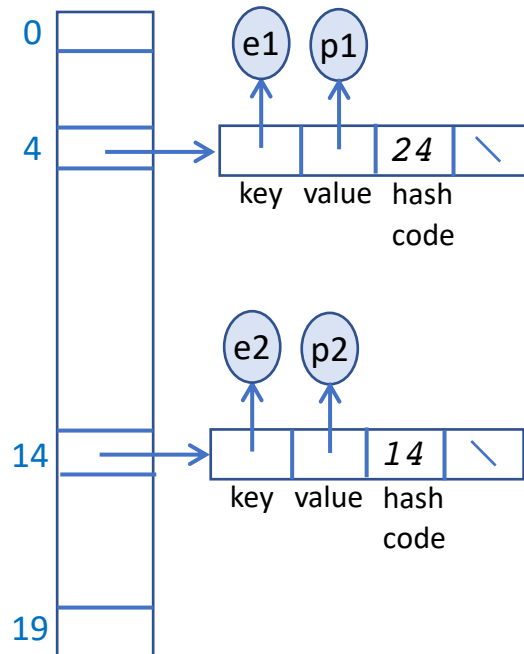 0
e1 p1
4
24
key value hash
code
e2 p2
14
14
key value hash
code
19